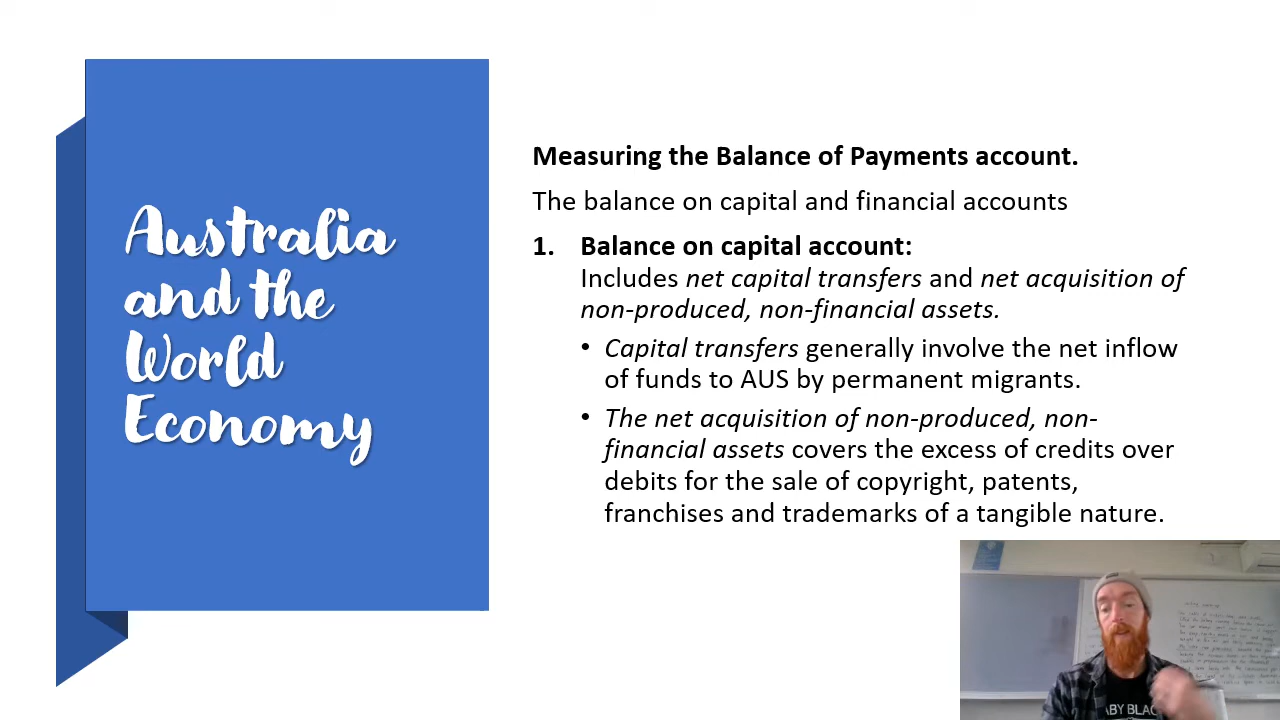 Australia
and the
World
Economy
Measuring the Balance of Payments account.
The balance on capital and financial accounts
1. Balance on capital account:
Includes net capital transfers and net acquisition of
non-produced, non-financial assets.
• Capital transfers generally involve the net inflow
of funds to AUS by permanent migrants.
• The net acquisition of non-produced, non-
financial assets covers the excess of credits over
debits for the sale of copyright, patents,
franchises and trademarks of a tangible nature.